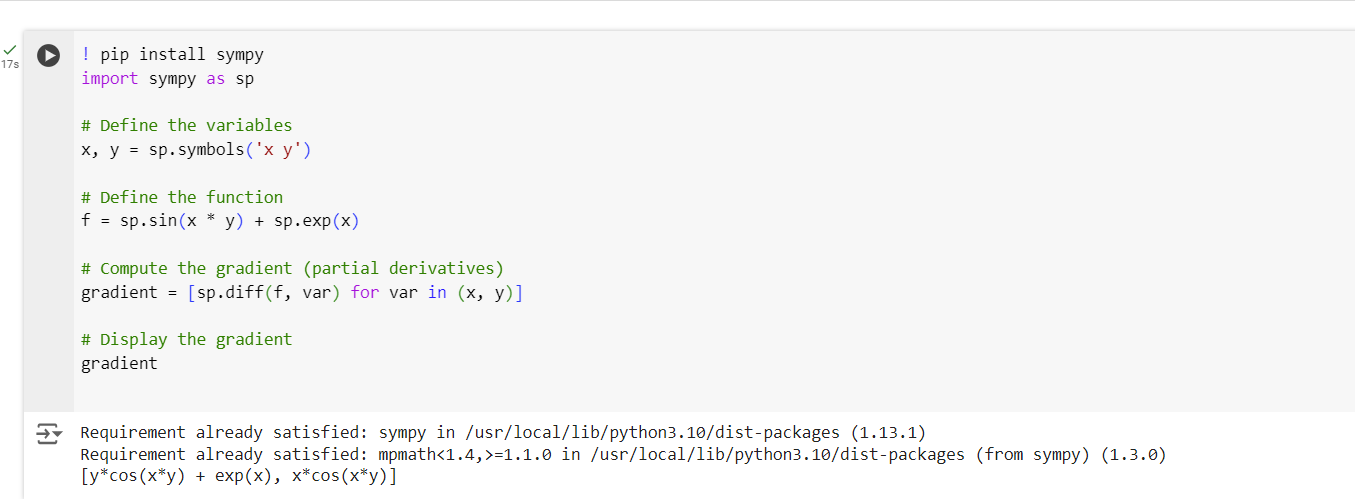 17s
! pip install sympy
import sympy as sp
# Define the variables
x, y = sp.symbols('x y')
# Define the function
f = sp.sin(x * y) + sp.exp(x)
# Compute the gradient (partial derivatives)
gradient = [sp.diff(f, var) for var in (x, y)]
# Display the gradient
gradient
Requirement already satisfied: sympy in /usr/local/lib/python3.10/dist-packages (1.13.1)
Requirement already satisfied: mpmath<1.4,>=1.1.0 in /usr/local/lib/python3.10/dist-packages (from sympy) (1.3.0)
[y*cos(x*y) + exp(x), x*cos(x*y)]